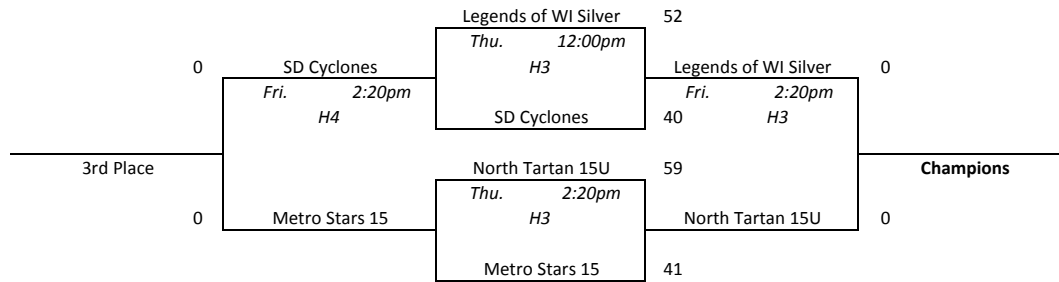 Legends of WI Silver 52
Thu. 12:00pm
0 SD Cyclones H3 Legends of WI Silver 0
Fri. 2:20pm Fri. 2:20pm
H4 SD Cyclones 40 H3
3rd Place North Tartan 15U 59 Champions
Thu. 2:20pm
0 Metro Stars 15 H3 North Tartan 15U 0
Metro Stars 15 41